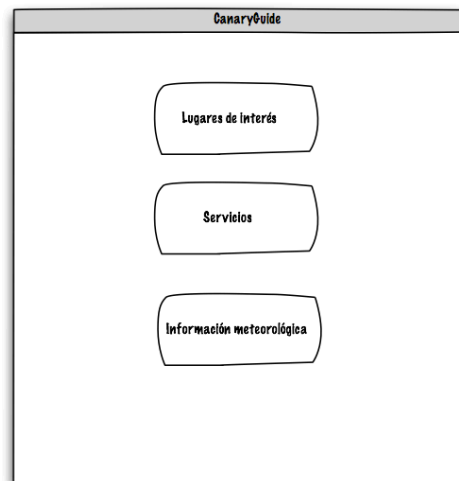 CanaryGuide
Lugares de interés
Servicios
Información meteorológica